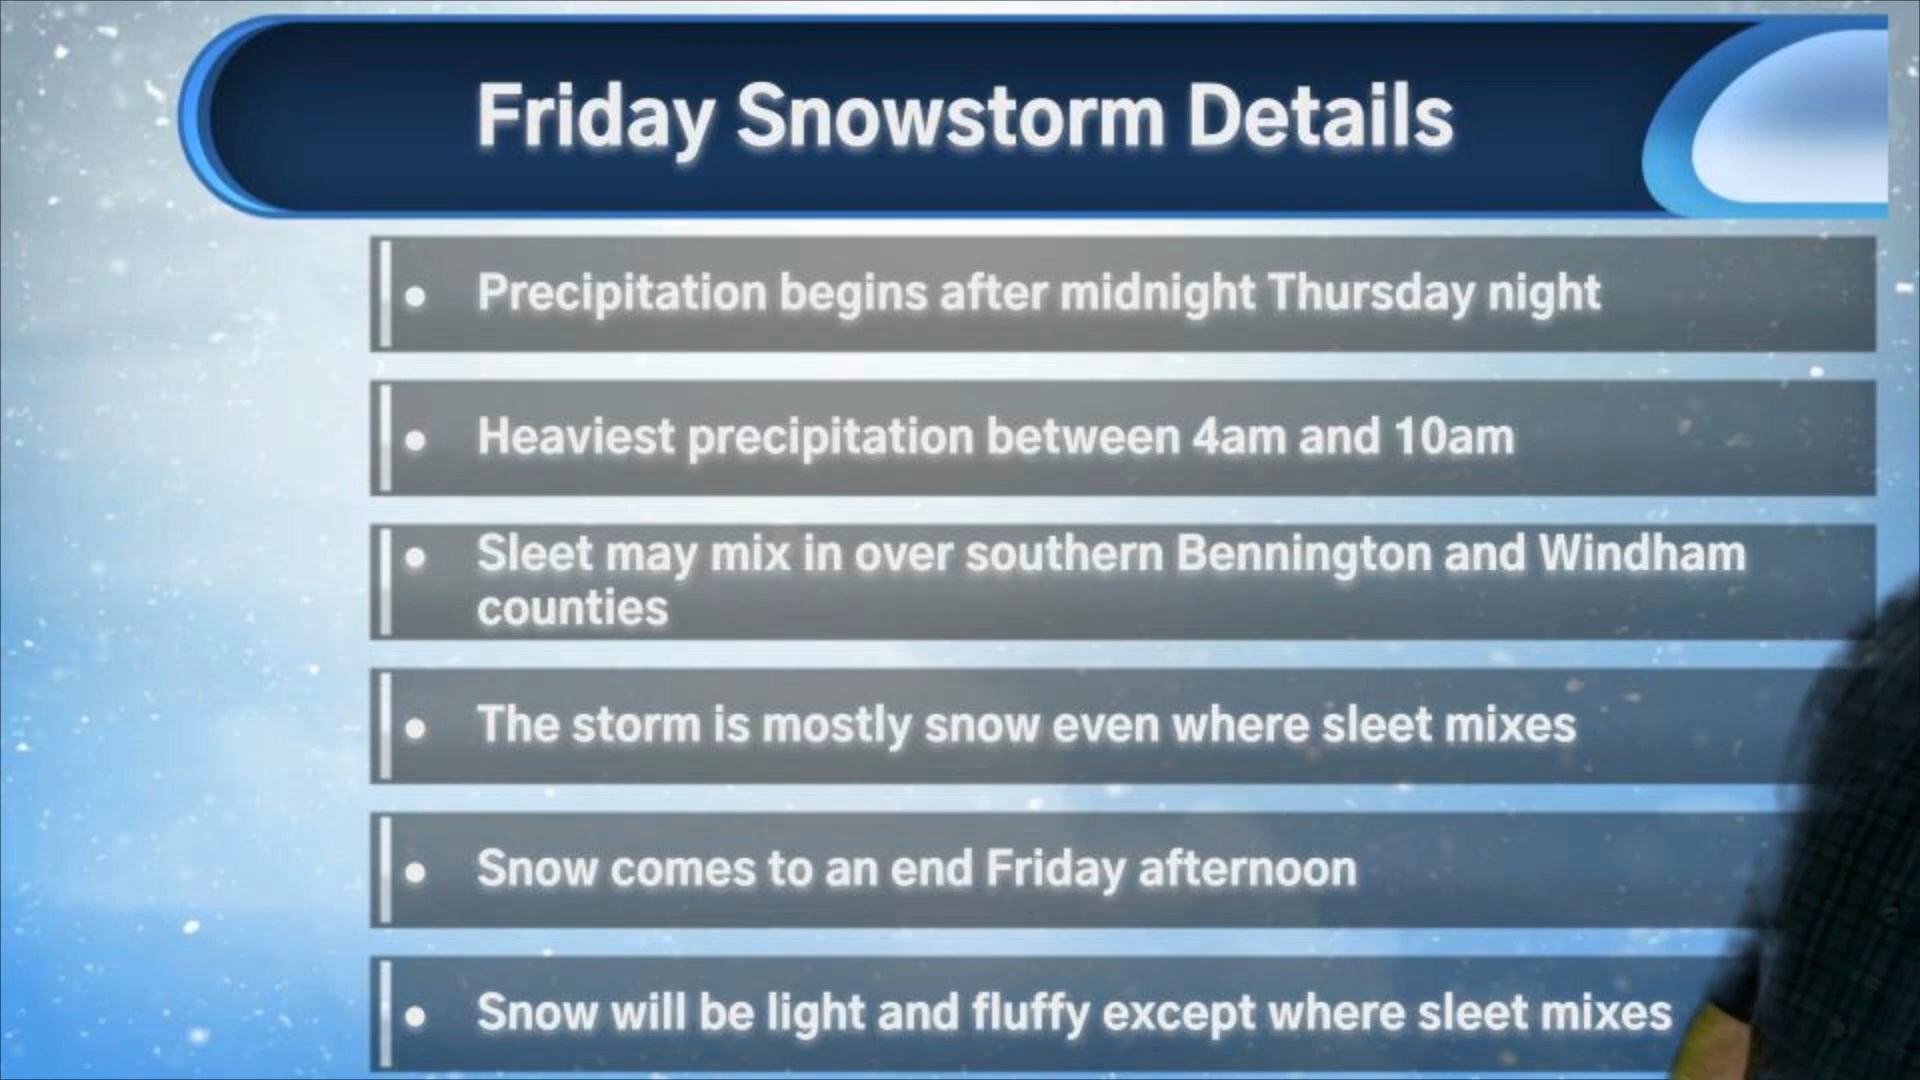 Friday Snowstorm Details
• Precipitation begins after midnight Thursday night
• Heaviest precipitation between 4am and 10am
• Sleet may mix in over southern Bennington and Windham
counties
• The storm is mostly snow even where sleet mixes
• Snow comes to an end Friday afternoon
• Snow will be light and fluffy except where sleet mixes